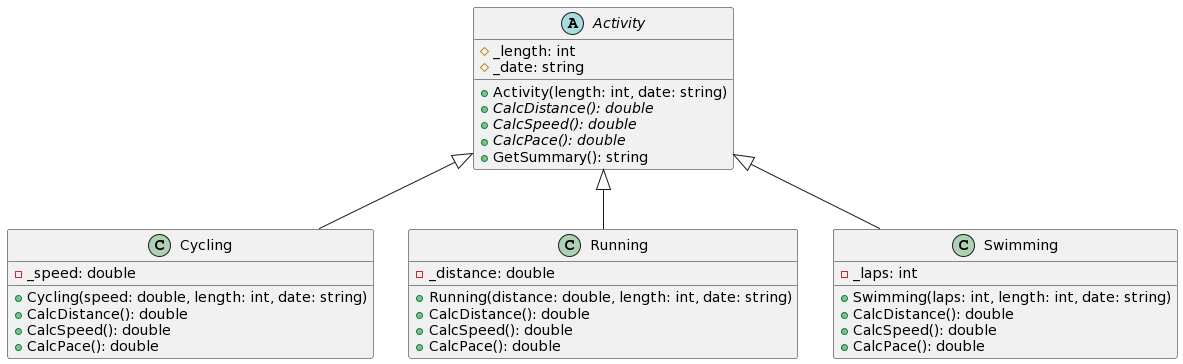 A Activity
_length: int
_date: string
Activity(length: int, date: string)
CalcDistance(): double
CalcSpeed(): double
CalcPace(): double
GetSummary(): string
C Cycling
_speed: double
Cycling(speed: double, length: int, date: string)
CalcDistance(): double
CalcSpeed(): double
CalcPace(): double
C Running
_distance: double
Running(distance: double, length: int, date: string)
CalcDistance(): double
CalcSpeed(): double
CalcPace(): double
C Swimming
_laps: int
Swimming(laps: int, length: int, date: string)
CalcDistance(): double
CalcSpeed(): double
CalcPace(): double